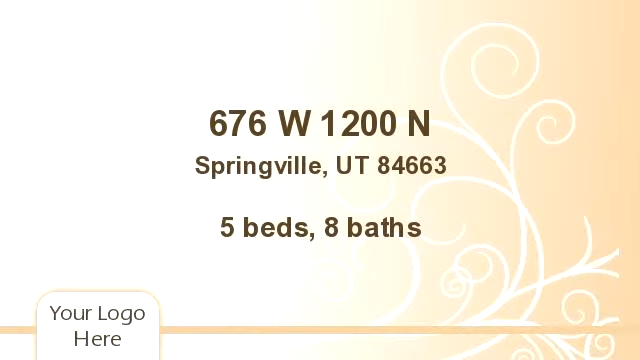 676 W 1200 N
Springville, UT 84663
5 beds, 8 baths
Your Logo
Here